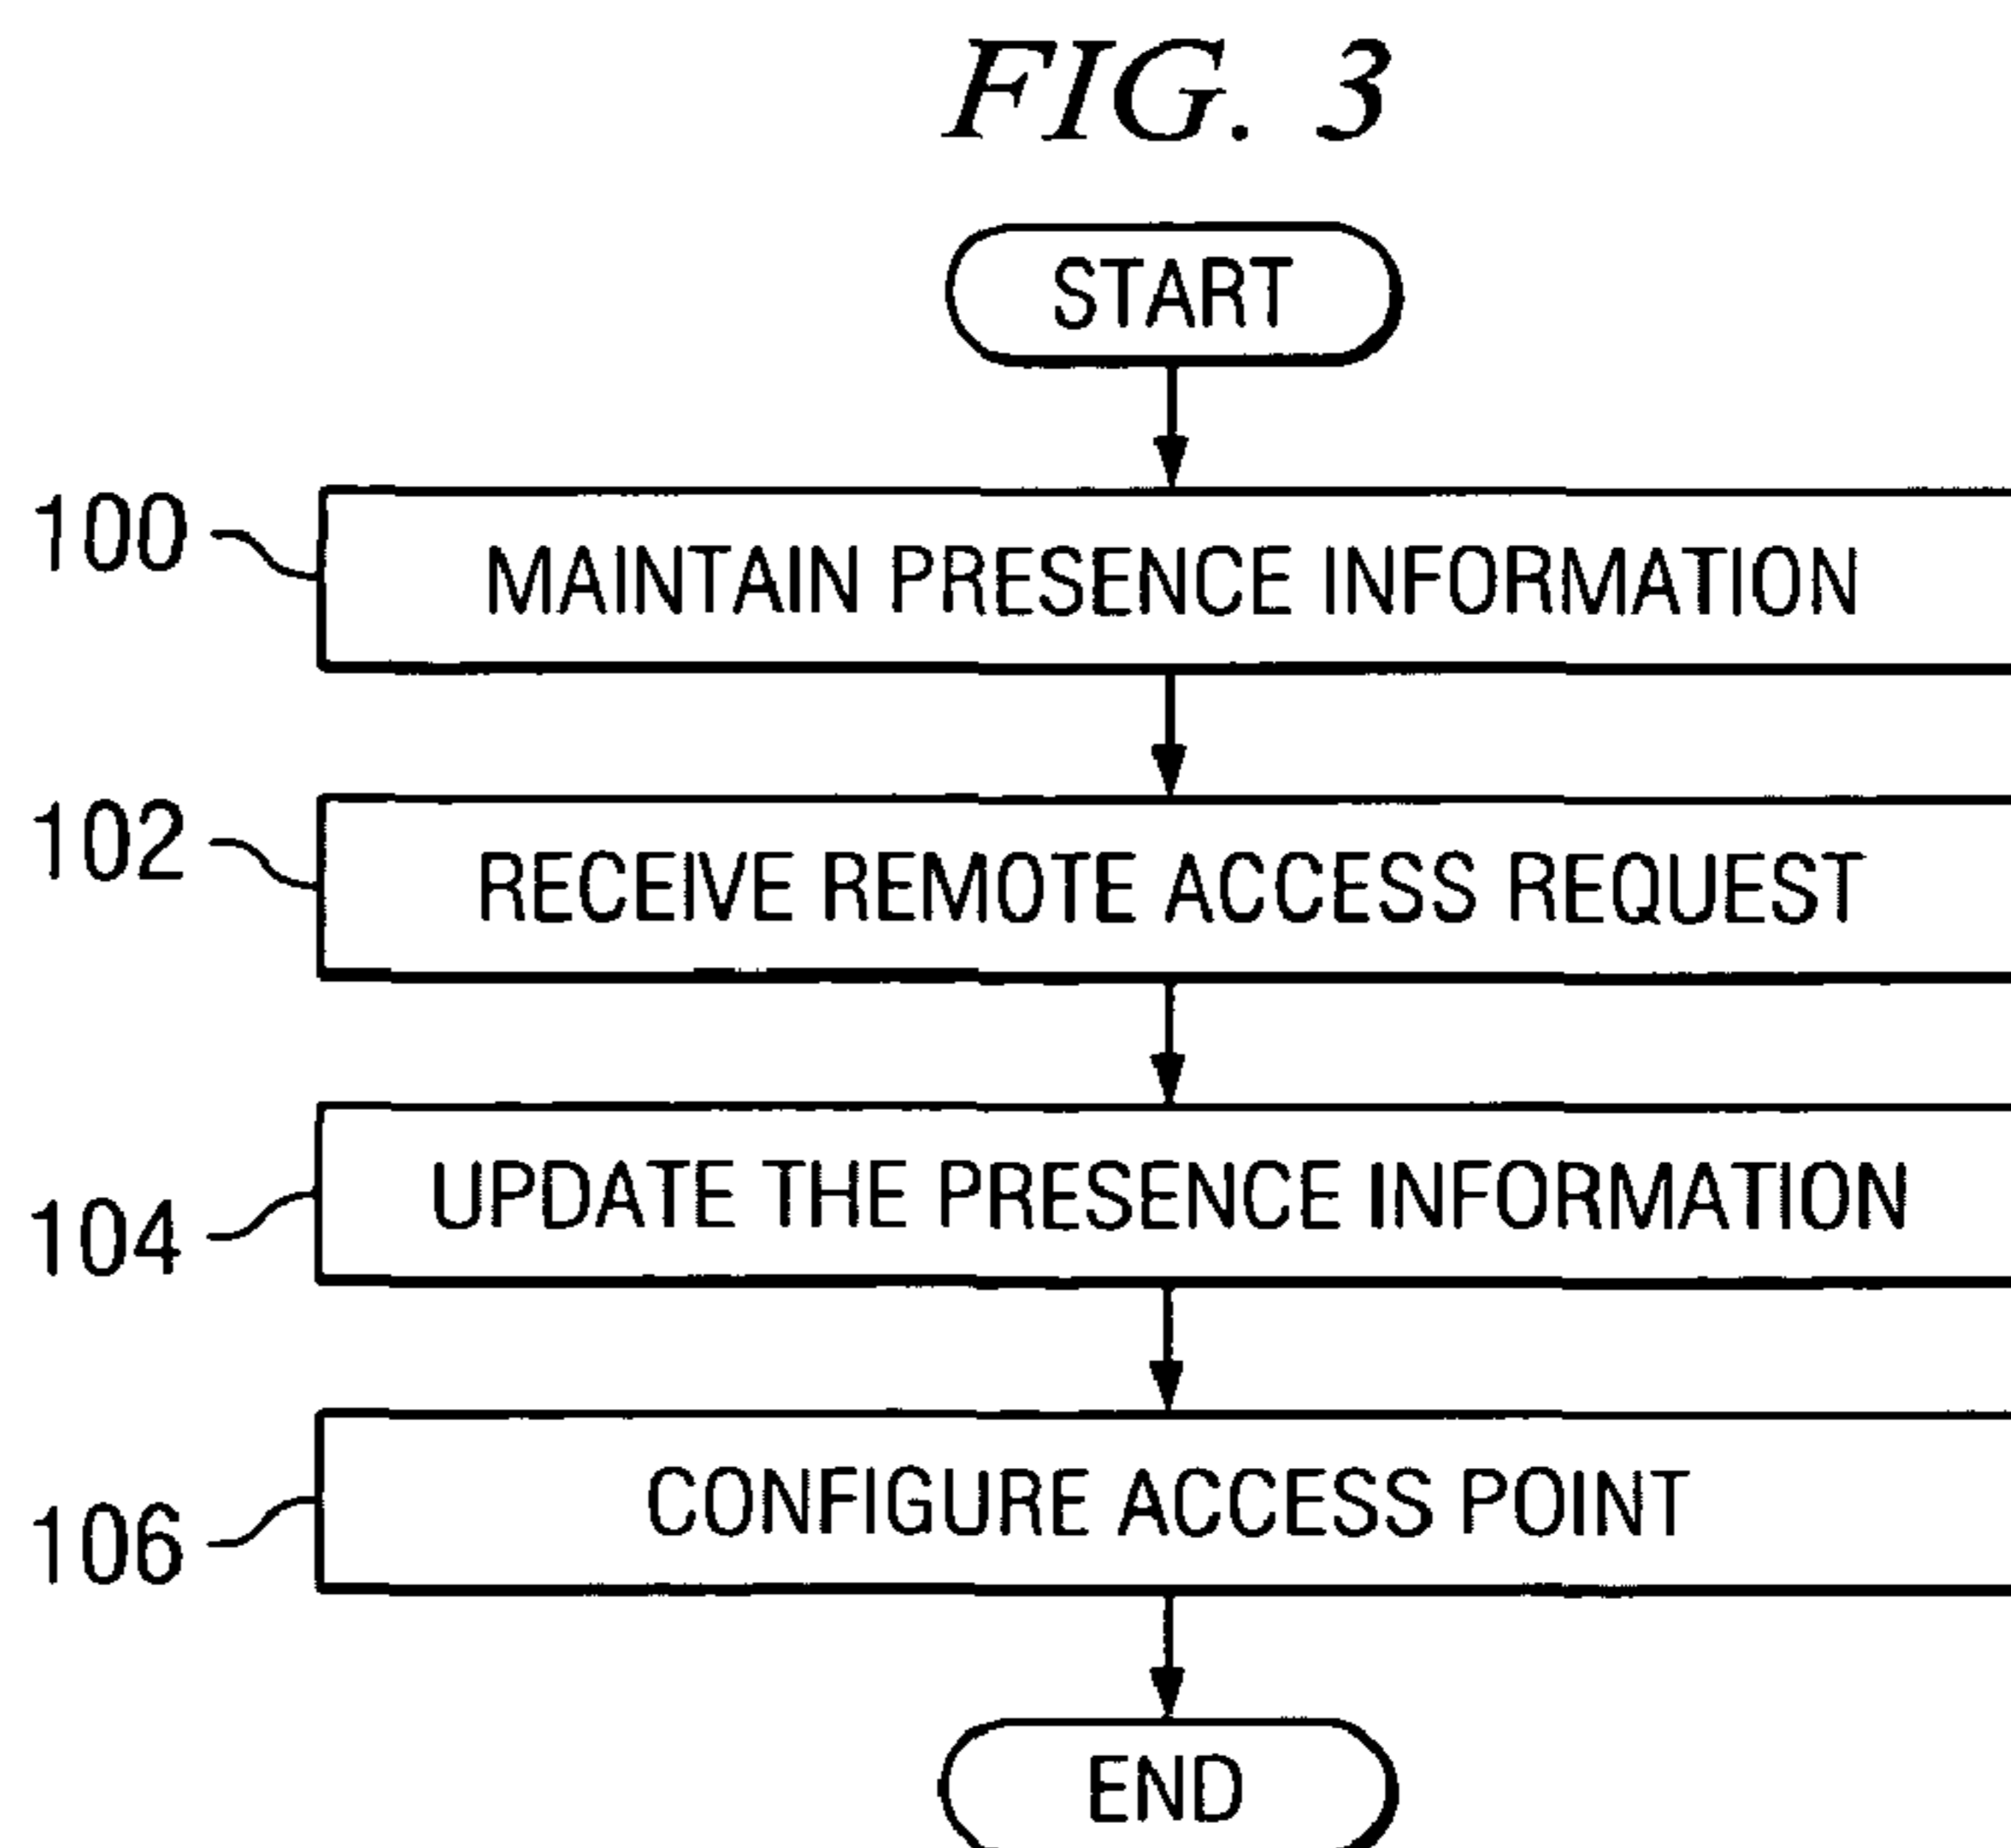 FIG. 3
START
100
MAINTAIN PRESENCE INFORMATION
102
RECEIVE REMOTE ACCESS REQUEST
104
UPDATE THE PRESENCE INFORMATION
106
CONFIGURE ACCESS POINT
END